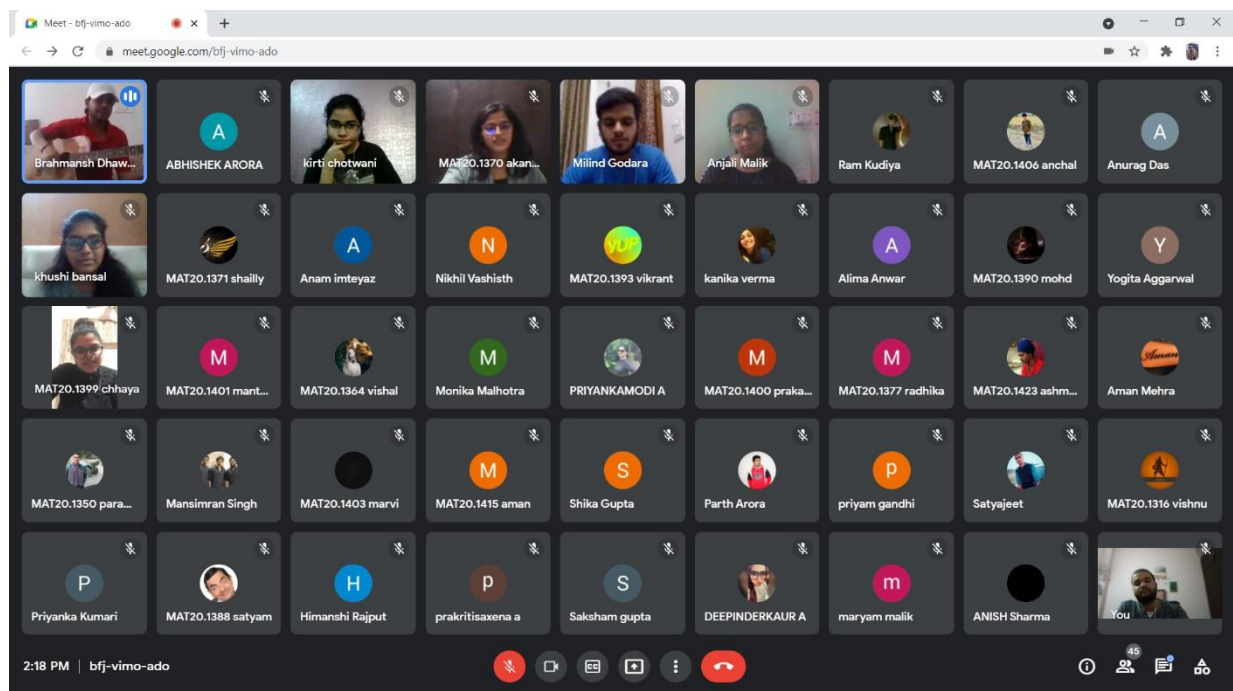 Meet - bfj-vimo-ado
meet.google.com/bfj-vimo-ado
Brahmansh Dhaw...
A
ABHISHEK ARORA
kirti chotwani
MAT20.1370 akan...
Milind Godara
Anjali Malik
Ram Kudiya
MAT20.1406 anchal
A
Anurag Das
khushi bansal
MAT20.1371 shailly
A
Anam imteyaz
N
Nikhil Vashisth
YUP
MAT20.1393 vikrant
kanika verma
A
Alima Anwar
MAT20.1390 mohd
Y
Yogita Aggarwal
MAT20.1399 chhaya
M
MAT20.1401 mant...
MAT20.1364 vishal
M
Monika Malhotra
PRIYANKAMODI A
M
MAT20.1400 praka...
M
MAT20.1377 radhika
MAT20.1423 ashm...
Aman
Aman Mehra
MAT20.1350 para...
Mansimran Singh
MAT20.1403 marvi
M
MAT20.1415 aman
S
Shika Gupta
Parth Arora
p
priyam gandhi
Satyajeet
MAT20.1316 vishnu
P
Priyanka Kumari
MAT20.1388 satyam
H
Himanshi Rajput
p
prakritisaxena a
S
Saksham gupta
DEEPINDERKAUR A
m
maryam malik
ANISH Sharma
You
2:18 PM | bfj-vimo-ado
CC
45